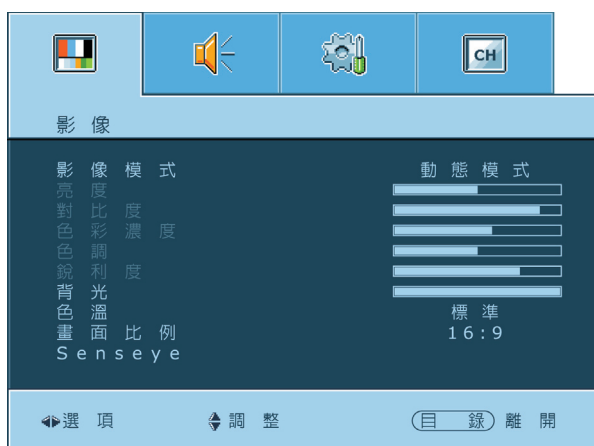 CH
影像
影像模式 動態模式
亮度
對比度
色彩濃度
色調
銳利度
背光
色溫 標準
畫面比例 16:9
Senseye
選項 調整 目錄 離開